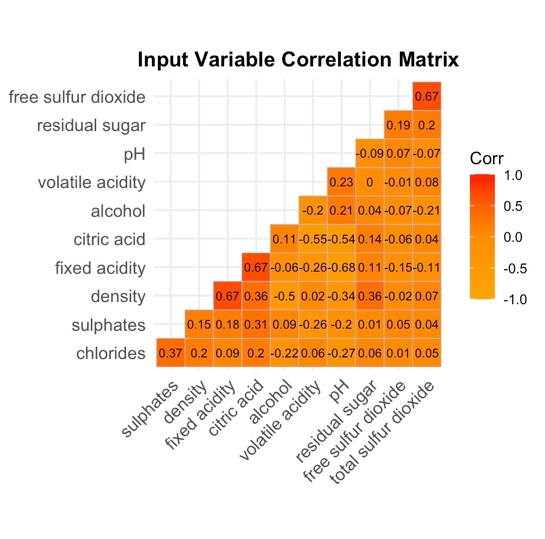 Input Variable Correlation Matrix
free sulfur dioxide 0.67
residual sugar 0.19 0.2
pH -0.09 0.07 -0.07
volatile acidity 0.23 0 -0.01 0.08
alcohol -0.2 0.21 0.04 -0.07 -0.21
citric acid 0.11 -0.55 -0.54 0.14 -0.06 0.04
fixed acidity 0.67 -0.06 -0.26 -0.68 0.11 -0.15 -0.11
density 0.67 0.36 -0.5 0.02 -0.34 0.36 -0.02 0.07
sulphates 0.15 0.18 0.31 0.09 -0.26 -0.2 0.01 0.05 0.04
chlorides 0.37 0.2 0.09 0.2 -0.22 0.06 -0.27 0.06 0.01 0.05
sulphates
density
fixed acidity
citric acid
alcohol
volatile acidity
pH
residual sugar
free sulfur dioxide
total sulfur dioxide
Corr
1.0
0.5
0.0
-0.5
-1.0